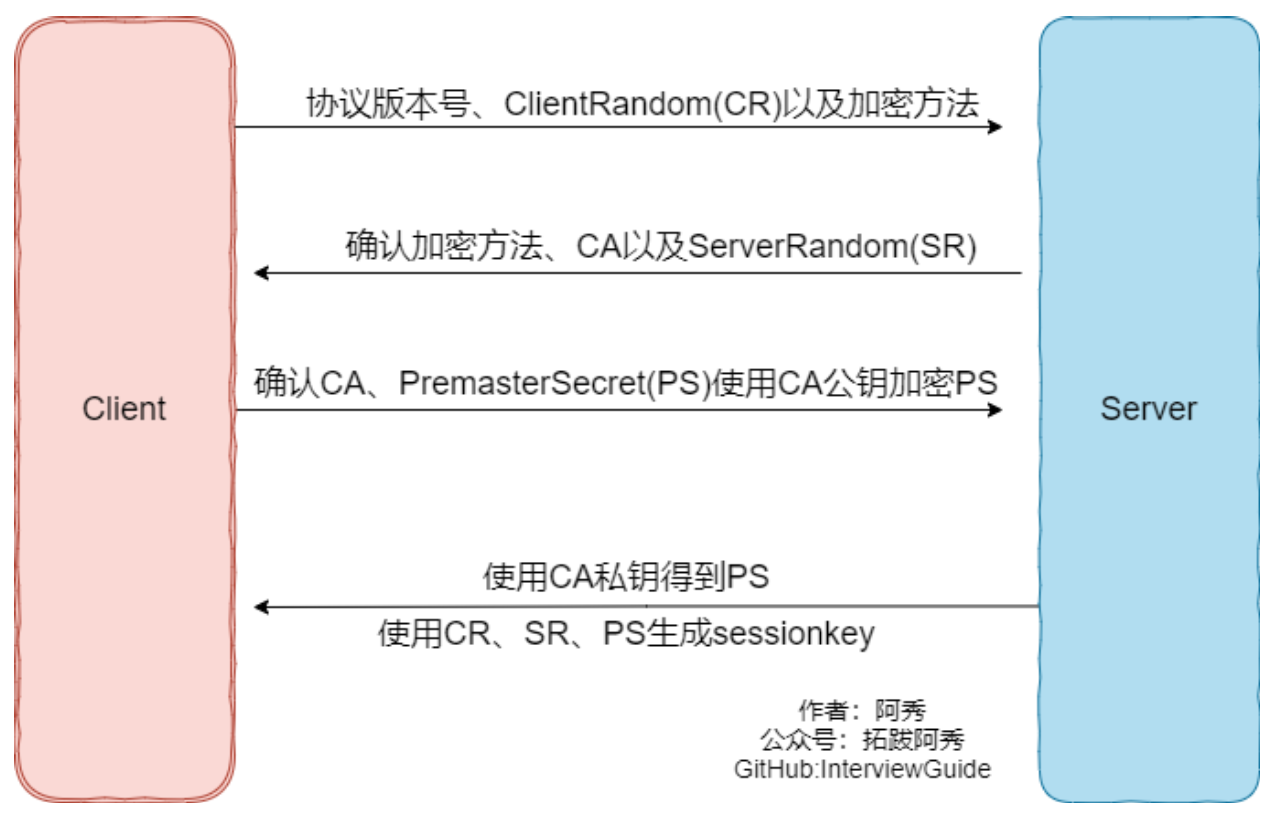 协议版本号、ClientRandom(CR)以及加密方法
确认加密方法、CA以及ServerRandom(SR)
确认CA、PremasterSecret(PS)使用CA公钥加密PS
Client
Server
使用CA私钥得到PS
使用CR、SR、PS生成sessionkey
作者：阿秀
公众号：拓跋阿秀
GitHub:InterviewGuide